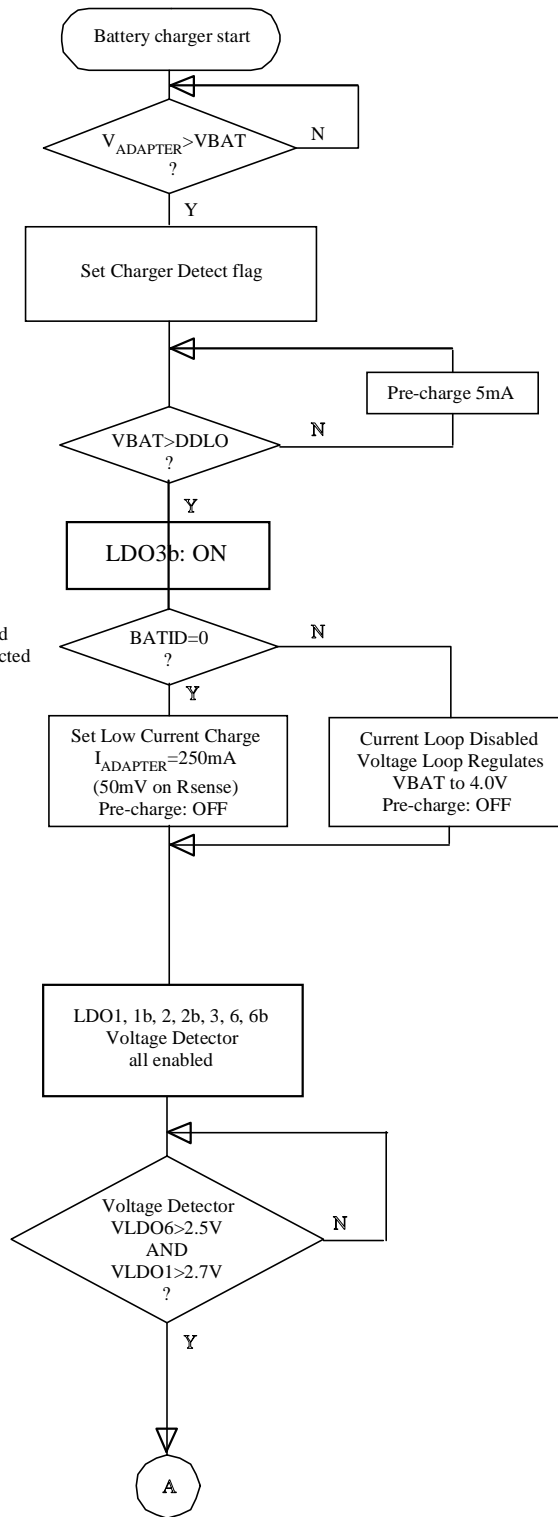 Battery charger start
V_ADAPTER>VBAT
?
N
Y
Set Charger Detect flag
Pre-charge 5mA
VBAT>DDLO
?
N
Y
LDO3b: ON
d
cted
BATID=0
?
N
Y
Set Low Current Charge
I_ADAPTER=250mA
(50mV on Rsense)
Pre-charge: OFF
Current Loop Disabled
Voltage Loop Regulates
VBAT to 4.0V
Pre-charge: OFF
LDO1, 1b, 2, 2b, 3, 6, 6b
Voltage Detector
all enabled
Voltage Detector
VLDO6>2.5V
AND
VLDO1>2.7V
?
N
Y
A